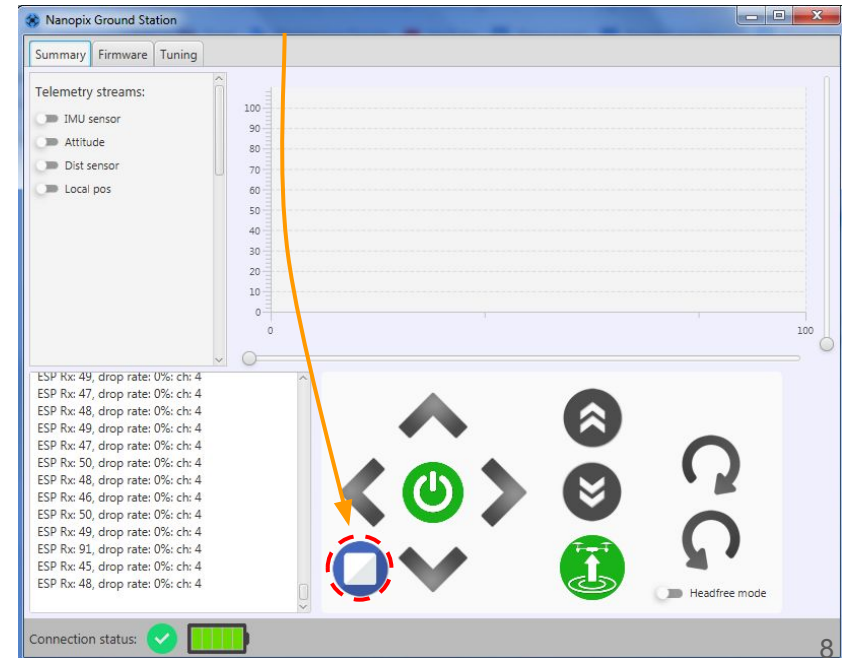 Nanopix Ground Station
Summary Firmware Tuning
Telemetry streams:
IMU sensor
Attitude
Dist sensor
Local pos
100
90
80
70
60
50
40
30
20
10
0
0 100
ESP Rx: 49, drop rate: 0%: ch: 4
ESP Rx: 47, drop rate: 0%: ch: 4
ESP Rx: 48, drop rate: 0%: ch: 4
ESP Rx: 49, drop rate: 0%: ch: 4
ESP Rx: 47, drop rate: 0%: ch: 4
ESP Rx: 50, drop rate: 0%: ch: 4
ESP Rx: 48, drop rate: 0%: ch: 4
ESP Rx: 46, drop rate: 0%: ch: 4
ESP Rx: 50, drop rate: 0%: ch: 4
ESP Rx: 49, drop rate: 0%: ch: 4
ESP Rx: 91, drop rate: 0%: ch: 4
ESP Rx: 45, drop rate: 0%: ch: 4
ESP Rx: 48, drop rate: 0%: ch: 4
Headfree mode
Connection status:
8